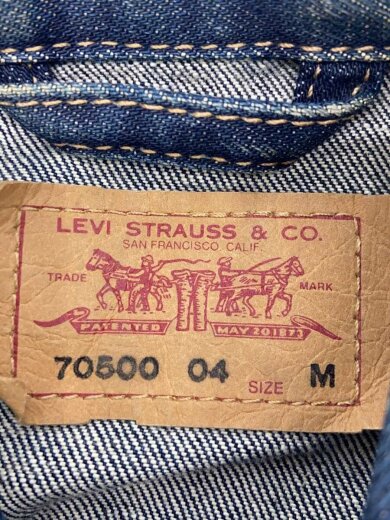 LEVI STRAUSS & CO.
SAN FRANCISCO, CALIF.
TRADE MARK
PATENTED MAY 20 1873
70500 04 SIZE M